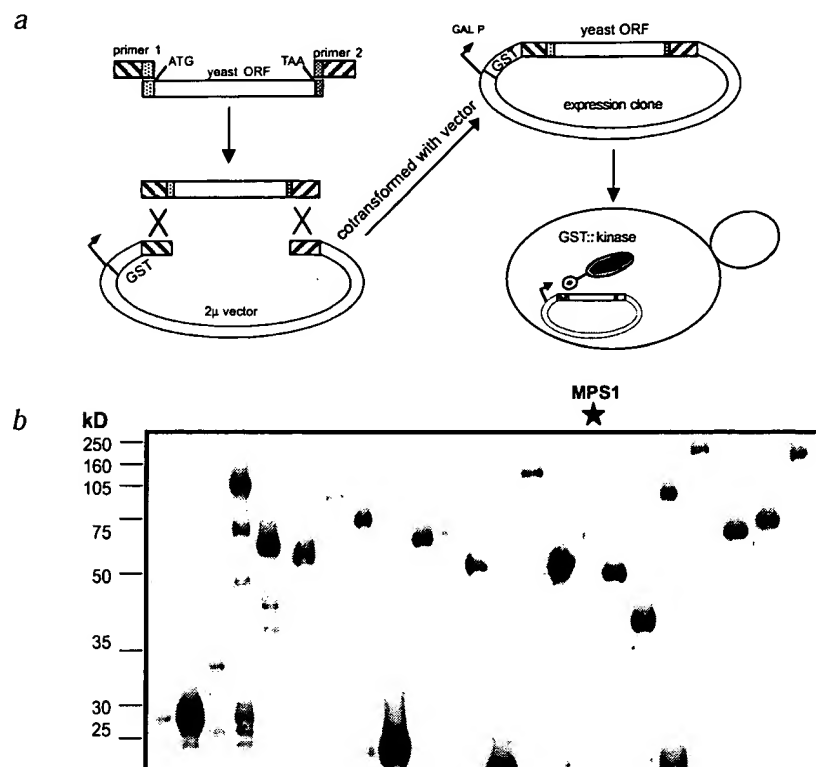 a
primer 1
ATG
yeast ORF
TAA
primer 2
GST
2μ vector
cotransformed with vector
GAL P
GST
yeast ORF
expression clone
GST::kinase
b
kD
MPS1
250
160
105
75
50
35
30
25